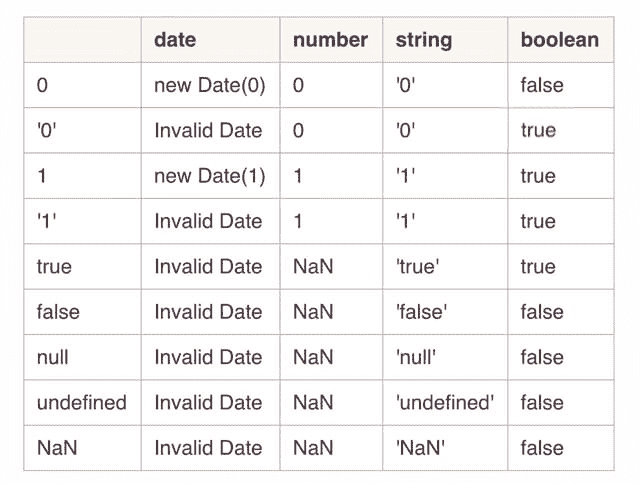 date number string boolean
0 new Date(0) 0 '0' false
'0' Invalid Date 0 '0' true
1 new Date(1) 1 '1' true
'1' Invalid Date 1 '1' true
true Invalid Date NaN 'true' true
false Invalid Date NaN 'false' false
null Invalid Date NaN 'null' false
undefined Invalid Date NaN 'undefined' false
NaN Invalid Date NaN 'NaN' false